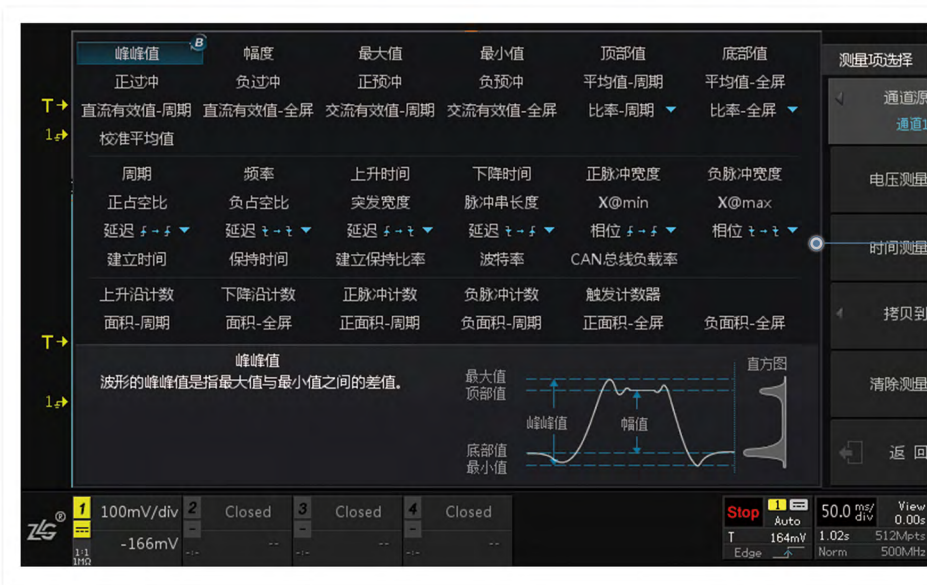 峰峰值 B 幅度 最大值 最小值 顶部值 底部值
正过冲 负过冲 正预冲 负预冲 平均值-周期 平均值-全屏
直流有效值-周期 直流有效值-全屏 交流有效值-周期 交流有效值-全屏 比率-周期 比率-全屏
校准平均值
周期 频率 上升时间 下降时间 正脉冲宽度 负脉冲宽度
正占空比 负占空比 突发宽度 脉冲串长度 X@min X@max
延迟 延迟 延迟 延迟 相位 相位
建立时间 保持时间 建立保持比率 波特率 CAN总线负载率
上升沿计数 下降沿计数 正脉冲计数 负脉冲计数 触发计数器
面积-周期 面积-全屏 正面积-周期 负面积-周期 正面积-全屏 负面积-全屏
T
1
T
1
峰峰值
波形的峰峰值是指最大值与最小值之间的差值。
最大值
顶部值
峰峰值
幅值
底部值
最小值
直方图
测量项选择
通道源
通道1
电压测量
时间测量
拷贝到
清除测量
返 回
ZLG®
1 100mV/div 2 Closed 3 Closed 4 Closed
-166mV -- -- --
1:1 -:- -:- -:-
1MΩ
Stop 1 Auto
T 164mV
Edge
50.0 ms/div View 0.00s
1.02s 512Mpts
Norm 500MHz